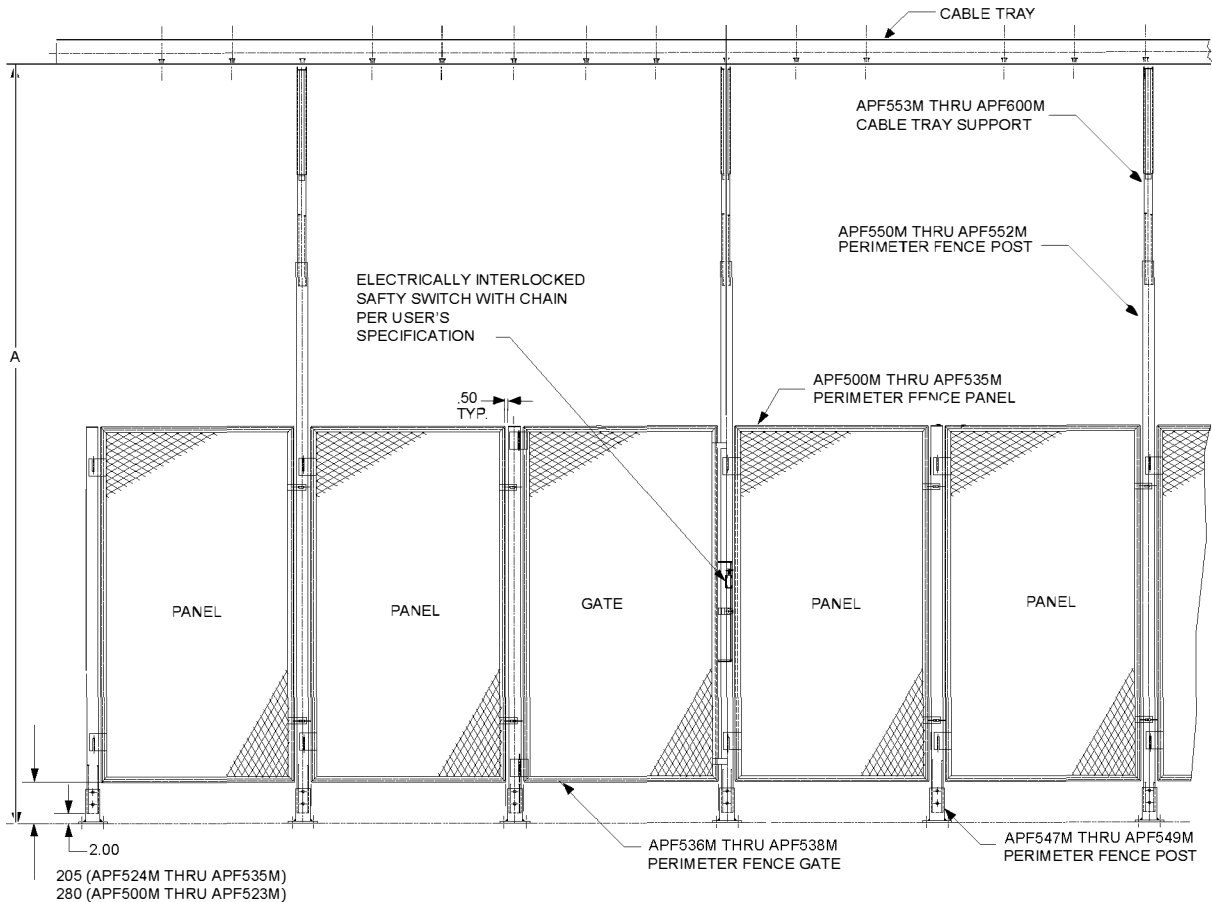 CABLE TRAY
APF553M THRU APF600M
CABLE TRAY SUPPORT
APF550M THRU APF552M
PERIMETER FENCE POST
ELECTRICALLY INTERLOCKED
SAFTY SWITCH WITH CHAIN
PER USER'S
SPECIFICATION
A
APF500M THRU APF535M
PERIMETER FENCE PANEL
.50
TYP.
PANEL
PANEL
GATE
PANEL
PANEL
2.00
205 (APF524M THRU APF535M)
280 (APF500M THRU APF523M)
APF536M THRU APF538M
PERIMETER FENCE GATE
APF547M THRU APF549M
PERIMETER FENCE POST